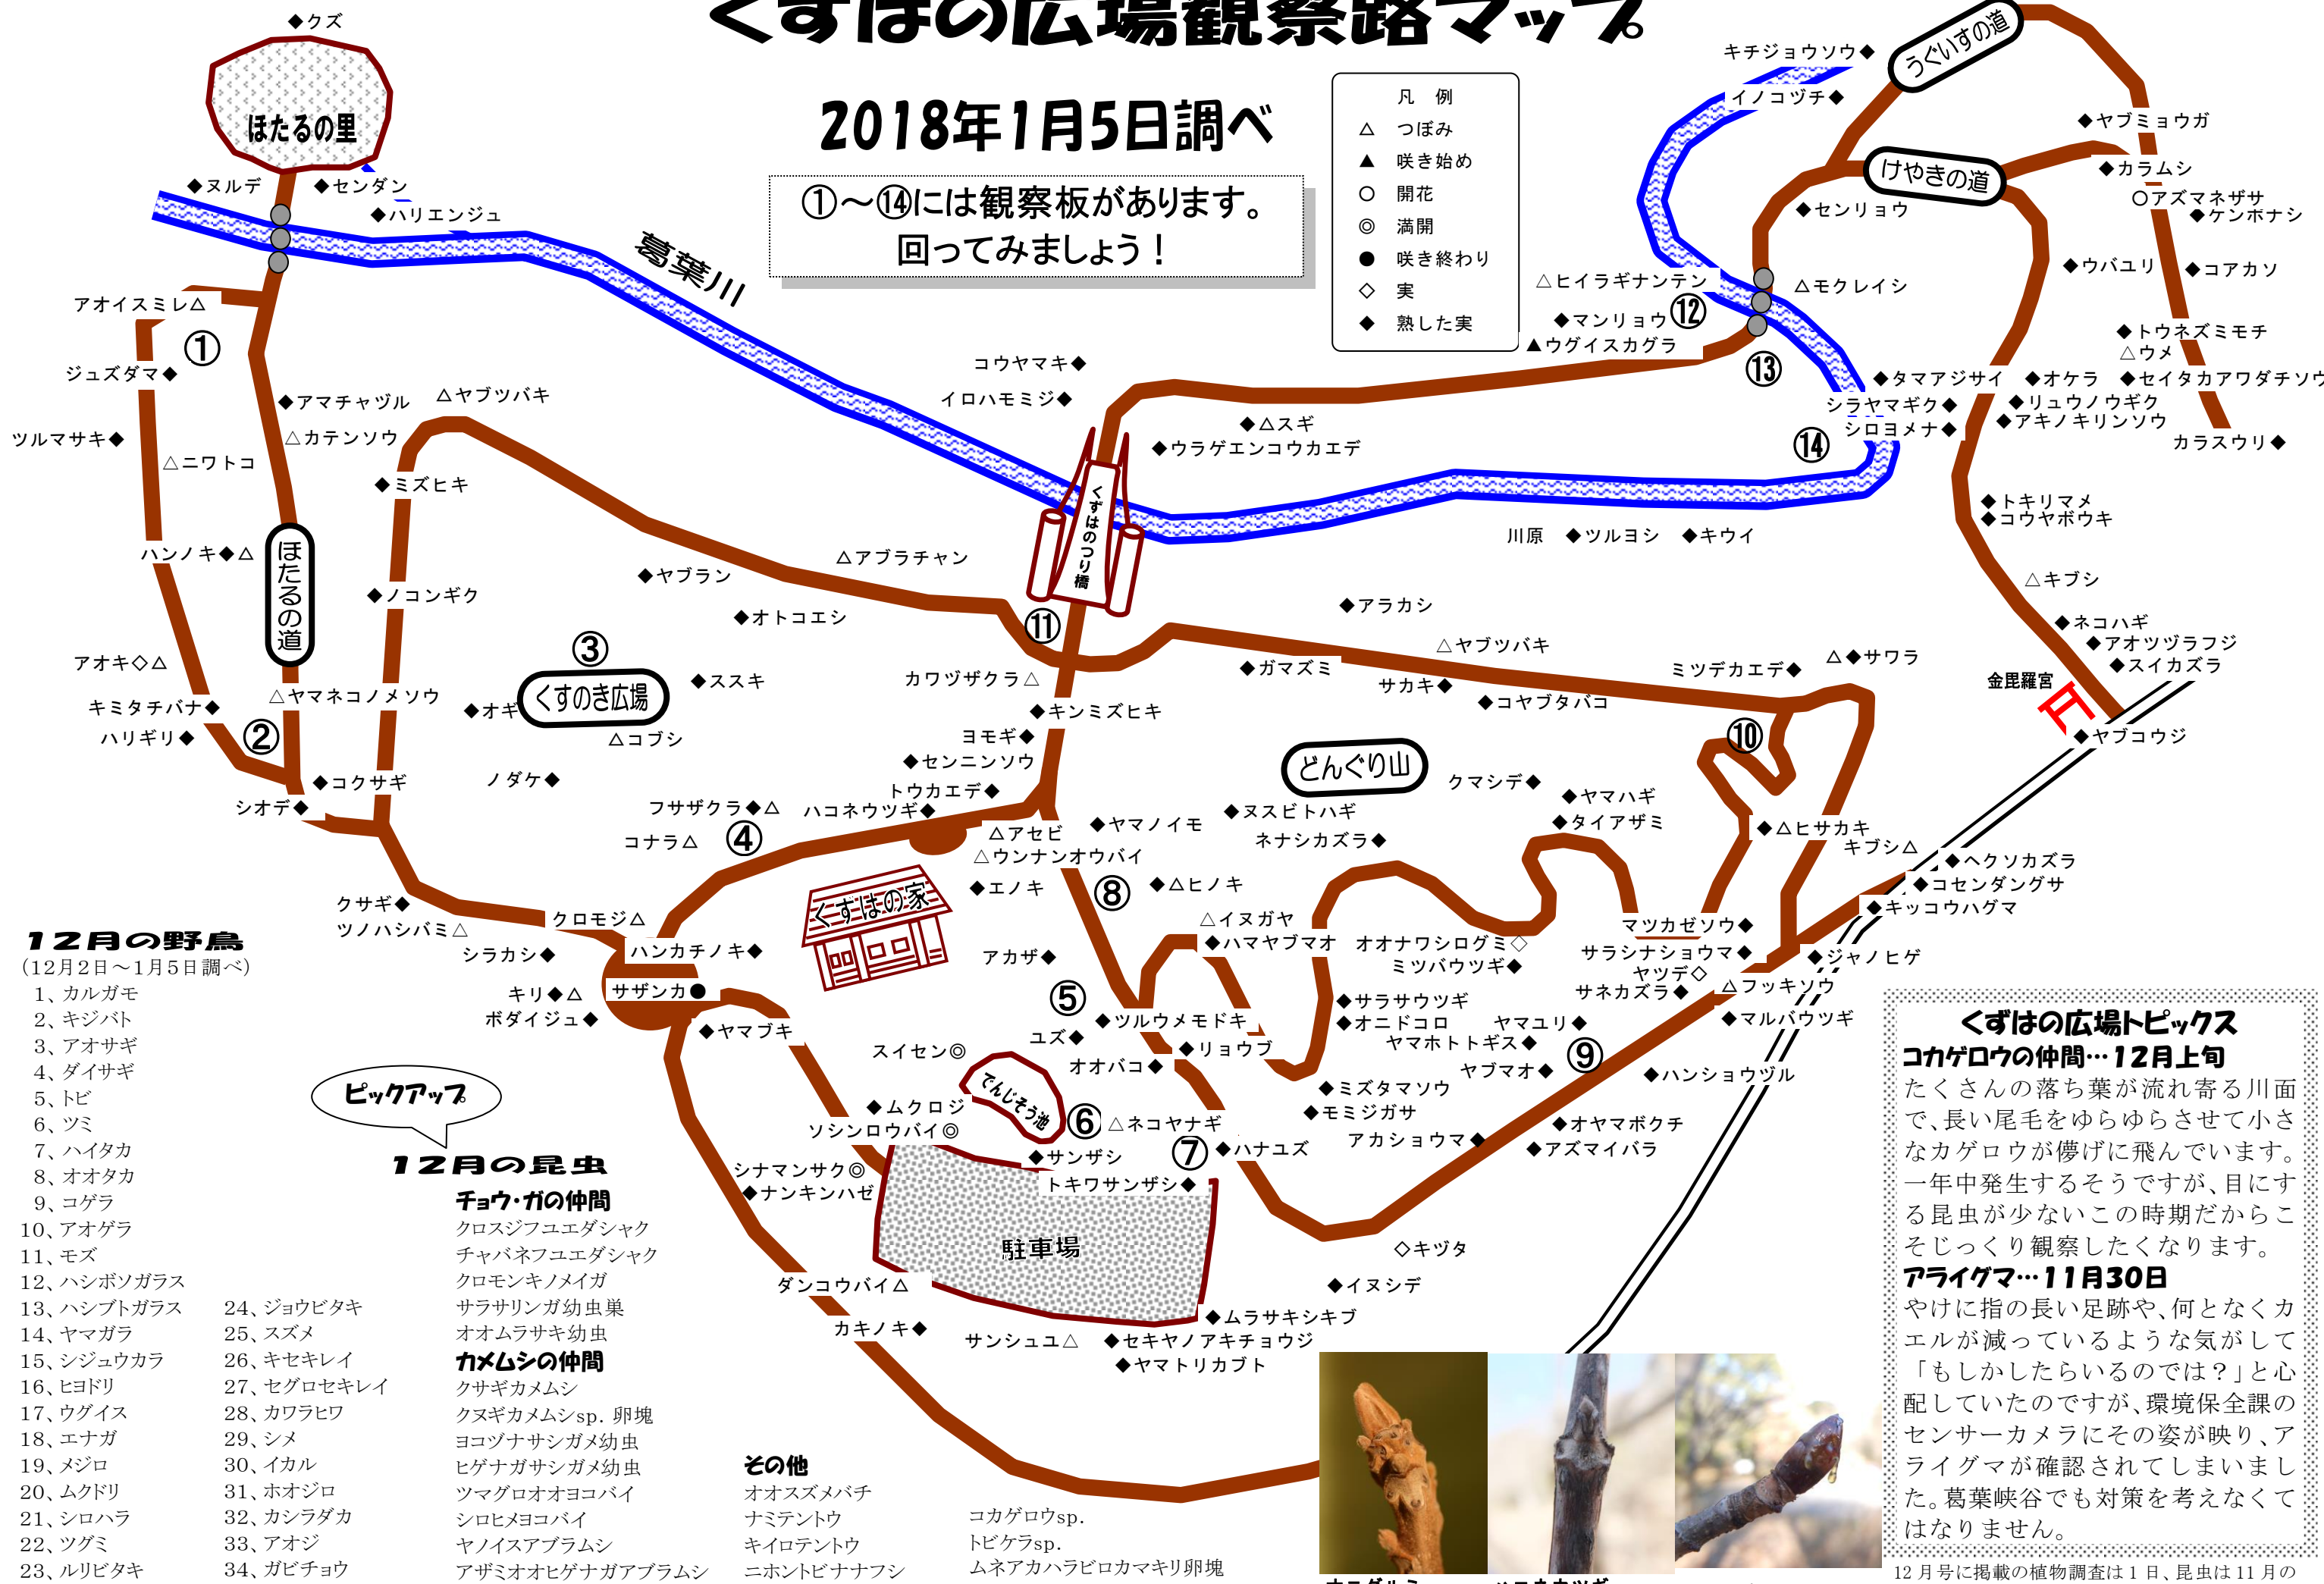 くずはの広場観察路マップ
2018年1月5日調べ
①～⑭には観察板があります。
回ってみましょう！
凡　例
△　つぼみ
▲　咲き始め
○　開花
◎　満開
●　咲き終わり
◇　実
◆　熟した実
◆クズ
ほたるの里
◆ヌルデ
◆センダン
◆ハリエンジュ
葛葉川
アオイスミレ△
①
ジュズダマ◆
ツルマサキ◆
◆アマチャヅル
△カテンソウ
△ニワトコ
△ヤブツバキ
◆ミズヒキ
ハンノキ◆△
ほたるの道
◆ノコンギク
アオキ◇△
キミタチバナ◆
ハリギリ◆
②
△ヤマネコノメソウ
◆コクサギ
シオデ◆
③
くすのき広場
◆オギ
△コブシ
ノダケ◆
◆ススキ
◆ヤブラン
◆オトコエシ
△アブラチャン
コウヤマキ◆
イロハモミジ◆
◆△スギ
◆ウラゲエンコウカエデ
くずはのつり橋
⑪
カワヅザクラ△
◆キンミズヒキ
ヨモギ◆
◆センニンソウ
トウカエデ◆
フサザクラ◆△
ハコネウツギ◆
コナラ△
④
キチジョウソウ◆
イノコヅチ◆
うぐいすの道
けやきの道
◆ヤブミョウガ
◆カラムシ
○アズマネザサ
◆ケンポナシ
◆センリョウ
◆ウバユリ
◆コアカソ
△ヒイラギナンテン
⑫
△モクレイシ
◆マンリョウ
▲ウグイスカグラ
⑬
◆トウネズミモチ
△ウメ
◆タマアジサイ
◆オケラ
◆セイタカアワダチソウ
シラヤマギク◆
◆リュウノウギク
シロヨメナ◆
◆アキノキリンソウ
カラスウリ◆
⑭
◆トキリマメ
◆コウヤボウキ
川原　◆ツルヨシ　◆キウイ
△キブシ
◆ネコハギ
◆アオツヅラフジ
◆スイカズラ
金毘羅宮
◆ヤブコウジ
◆アラカシ
△ヤブツバキ
◆ガマズミ
サカキ◆
◆コヤブタバコ
ミツデカエデ◆
△◆サワラ
⑩
どんぐり山
クマシデ◆
◆ヤマハギ
◆タイアザミ
◆ヌスビトハギ
ネナシカズラ◆
◆△ヒサカキ
キブシ△
◆ヘクソカズラ
◆コセンダングサ
◆キッコウハグマ
△アセビ
◆ヤマノイモ
△ウンナンオウバイ
◆エノキ
⑧
◆△ヒノキ
△イヌガヤ
◆ハマヤブマオ
オオナワシログミ◇
ミツバウツギ◆
マツカゼソウ◆
サラシナショウマ◆
ヤツデ◇
サネカズラ◆
◆ジャノヒゲ
△フッキソウ
◆マルバウツギ
クサギ◆
ツノハシバミ△
クロモジ△
シラカシ◆
ハンカチノキ◆
キリ◆△
サザンカ●
ボダイジュ◆
◆ヤマブキ
くずはの家
アカザ◆
⑤
◆ツルウメモドキ
ユズ◆
◆リョウブ
オオバコ◆
スイセン◎
でんじそう池
◆ムクロジ
ソシンロウバイ◎
⑥
△ネコヤナギ
⑦
◆ハナユズ
◆サンザシ
トキワサンザシ◆
シナマンサク◎
◆ナンキンハゼ
駐車場
◆サラサウツギ
◆オニドコロ
ヤマユリ◆
ヤマホトトギス◆
⑨
ヤブマオ◆
◆ハンショウヅル
◆ミズタマソウ
◆モミジガサ
アカショウマ◆
◆オヤマボクチ
◆アズマイバラ
◇キヅタ
◆イヌシデ
ダンコウバイ△
カキノキ◆
◆ムラサキシキブ
サンシュユ△
◆セキヤノアキチョウジ
◆ヤマトリカブト
12月の野鳥
（12月2日～1月5日調べ）
1、カルガモ
2、キジバト
3、アオサギ
4、ダイサギ
5、トビ
6、ツミ
7、ハイタカ
8、オオタカ
9、コゲラ
10、アオゲラ
11、モズ
12、ハシボソガラス
13、ハシブトガラス
14、ヤマガラ
15、シジュウカラ
16、ヒヨドリ
17、ウグイス
18、エナガ
19、メジロ
20、ムクドリ
21、シロハラ
22、ツグミ
23、ルリビタキ
24、ジョウビタキ
25、スズメ
26、キセキレイ
27、セグロセキレイ
28、カワラヒワ
29、シメ
30、イカル
31、ホオジロ
32、カシラダカ
33、アオジ
34、ガビチョウ
ピックアップ
12月の昆虫
チョウ・ガの仲間
クロスジフユエダシャク
チャバネフユエダシャク
クロモンキノメイガ
サラサリンガ幼虫巣
オオムラサキ幼虫
カメムシの仲間
クサギカメムシ
クヌギカメムシsp. 卵塊
ヨコヅナサシガメ幼虫
ヒゲナガサシガメ幼虫
ツマグロオオヨコバイ
シロヒメヨコバイ
ヤノイスアブラムシ
アザミオオヒゲナガアブラムシ
その他
オオスズメバチ
ナミテントウ
キイロテントウ
ニホントビナナフシ
コカゲロウsp.
トビケラsp.
ムネアカハラビロカマキリ卵塊
くずはの広場トピックス
コカゲロウの仲間…12月上旬
たくさんの落ち葉が流れ寄る川面
で、長い尾毛をゆらゆらさせて小さ
なカゲロウが儚げに飛んでいます。
一年中発生するそうですが、目にす
る昆虫が少ないこの時期だからこ
そじっくり観察したくなります。
アライグマ…11月30日
やけに指の長い足跡や、何となくカ
エルが減っているような気がして
「もしかしたらいるのでは？」と心
配していたのですが、環境保全課の
センサーカメラにその姿が映り、ア
ライグマが確認されてしまいまし
た。葛葉峡谷でも対策を考えなくて
はなりません。
12月号に掲載の植物調査は1日、昆虫は11月の